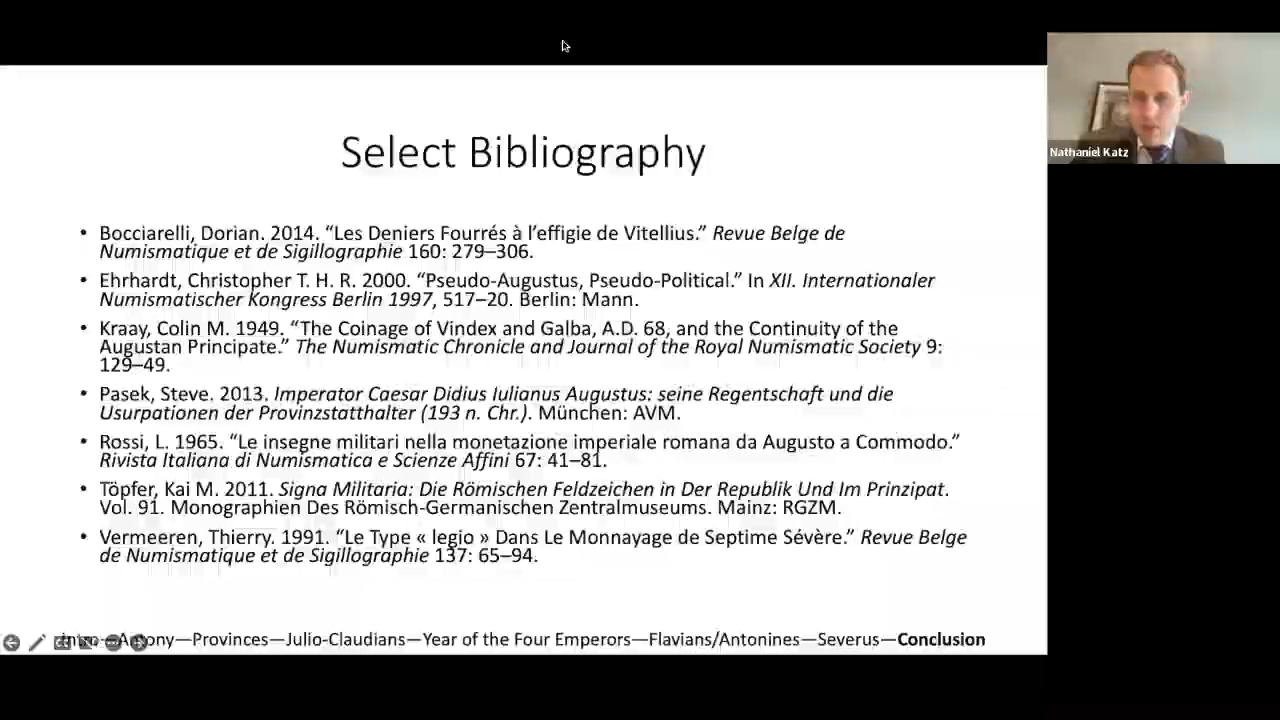 Select Bibliography
Nathaniel Katz
• Bocciarelli, Dorian. 2014. “Les Deniers Fourrés à l’effigie de Vitellius.” Revue Belge de
Numismatique et de Sigillographie 160: 279–306.
• Ehrhardt, Christopher T. H. R. 2000. “Pseudo-Augustus, Pseudo-Political.” In XII. Internationaler
Numismatischer Kongress Berlin 1997, 517–20. Berlin: Mann.
• Kraay, Colin M. 1949. “The Coinage of Vindex and Galba, A.D. 68, and the Continuity of the
Augustan Principate.” The Numismatic Chronicle and Journal of the Royal Numismatic Society 9:
129–49.
• Pasek, Steve. 2013. Imperator Caesar Didius Iulianus Augustus: seine Regentschaft und die
Usurpationen der Provinzstatthalter (193 n. Chr.). München: AVM.
• Rossi, L. 1965. “Le insegne militari nella monetazione imperiale romana da Augusto a Commodo.”
Rivista Italiana di Numismatica e Scienze Affini 67: 41–81.
• Töpfer, Kai M. 2011. Signa Militaria: Die Römischen Feldzeichen in Der Republik Und Im Prinzipat.
Vol. 91. Monographien Des Römisch-Germanischen Zentralmuseums. Mainz: RGZM.
• Vermeeren, Thierry. 1991. “Le Type « legio » Dans Le Monnayage de Septime Sévère.” Revue Belge
de Numismatique et de Sigillographie 137: 65–94.
Intro—Antony—Provinces—Julio-Claudians—Year of the Four Emperors—Flavians/Antonines—Severus—Conclusion